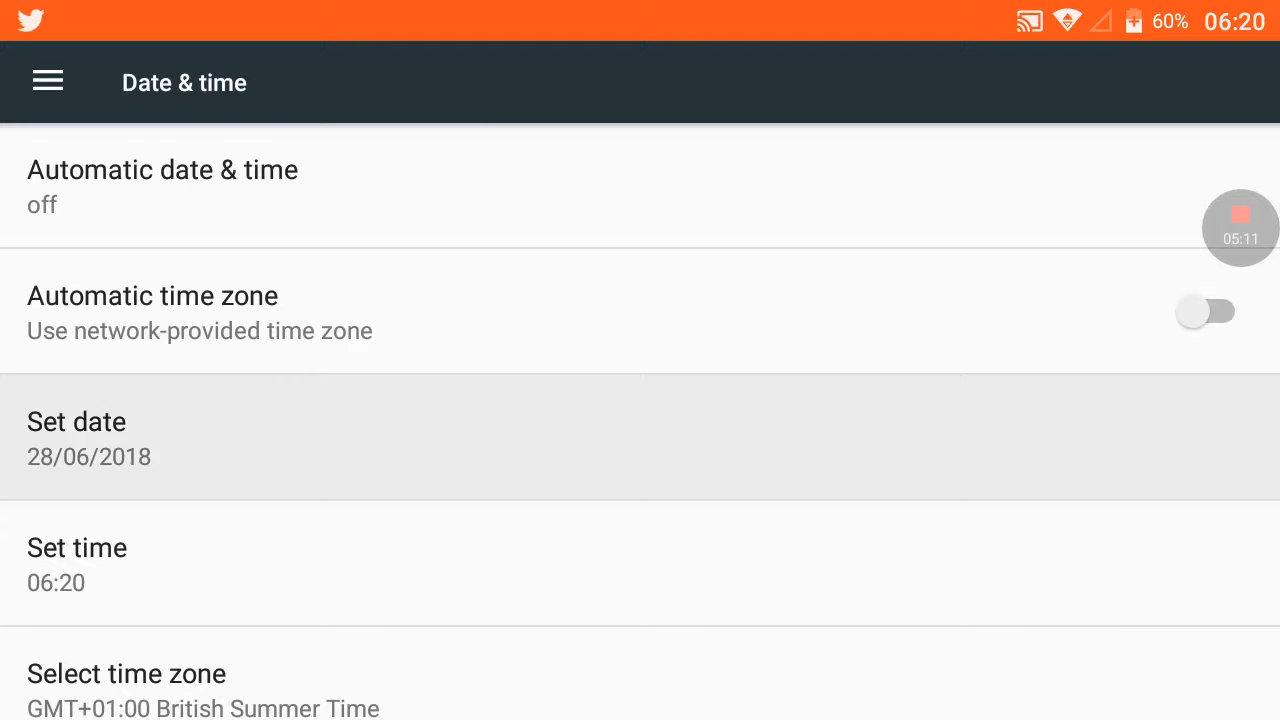 60% 06:20
Date & time
Automatic date & time
off
05:11
Automatic time zone
Use network-provided time zone
Set date
28/06/2018
Set time
06:20
Select time zone
GMT+01:00 British Summer Time